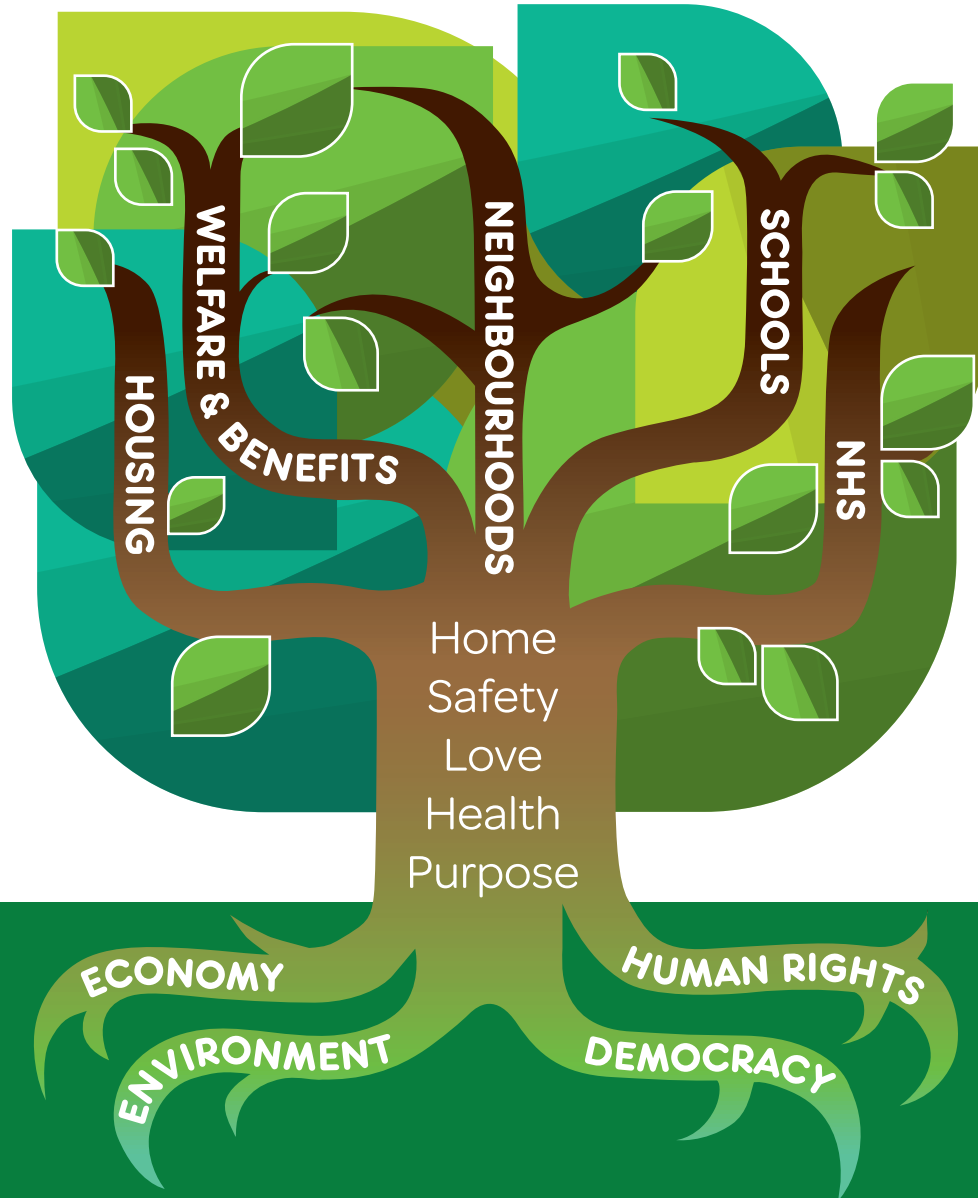 HOUSING
WELFARE & BENEFITS
NEIGHBOURHOODS
SCHOOLS
NHS
Home
Safety
Love
Health
Purpose
ECONOMY
HUMAN RIGHTS
ENVIRONMENT
DEMOCRACY